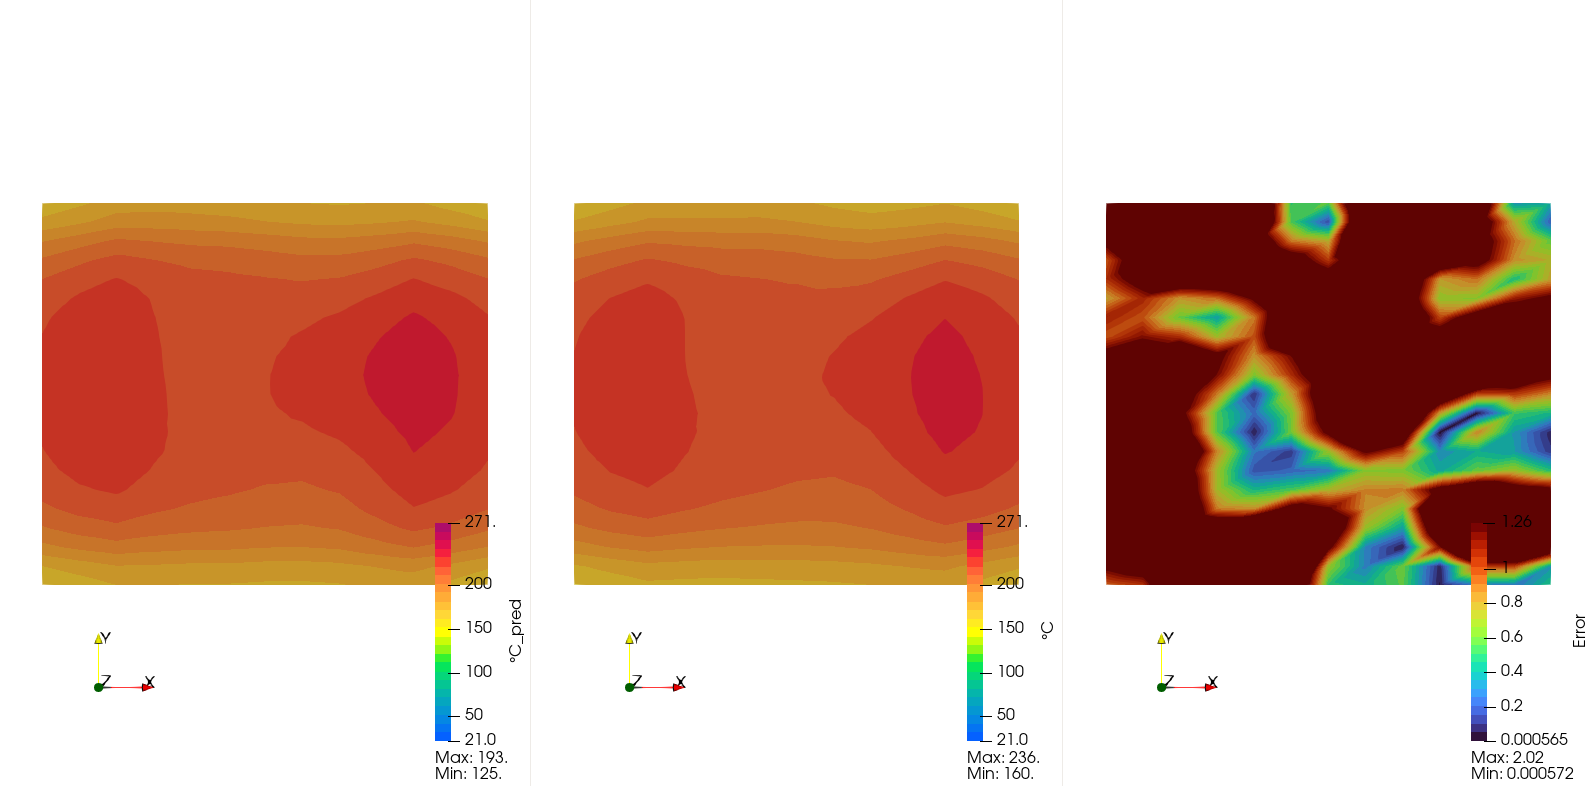 271.
200
150
100
50
21.0
°C_pred
Max: 193.
Min: 125.
Y
Z
X
271.
200
150
100
50
21.0
°C
Max: 236.
Min: 160.
Y
Z
X
1.26
1
0.8
0.6
0.4
0.2
0.000565
Error
Max: 2.02
Min: 0.000572
Y
Z
X